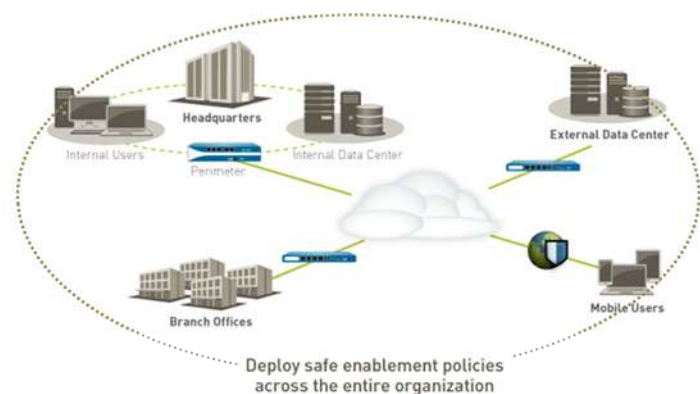 Headquarters
Internal Users
Perimeter
Internal Data Center
External Data Center
Branch Offices
Mobile Users
Deploy safe enablement policies
across the entire organization